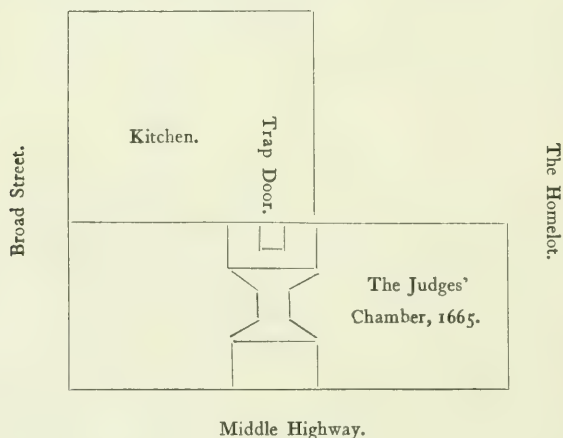 Kitchen.
Trap Door.
Broad Street.
The Homelot.
The Judges'
Chamber, 1665.
Middle Highway.